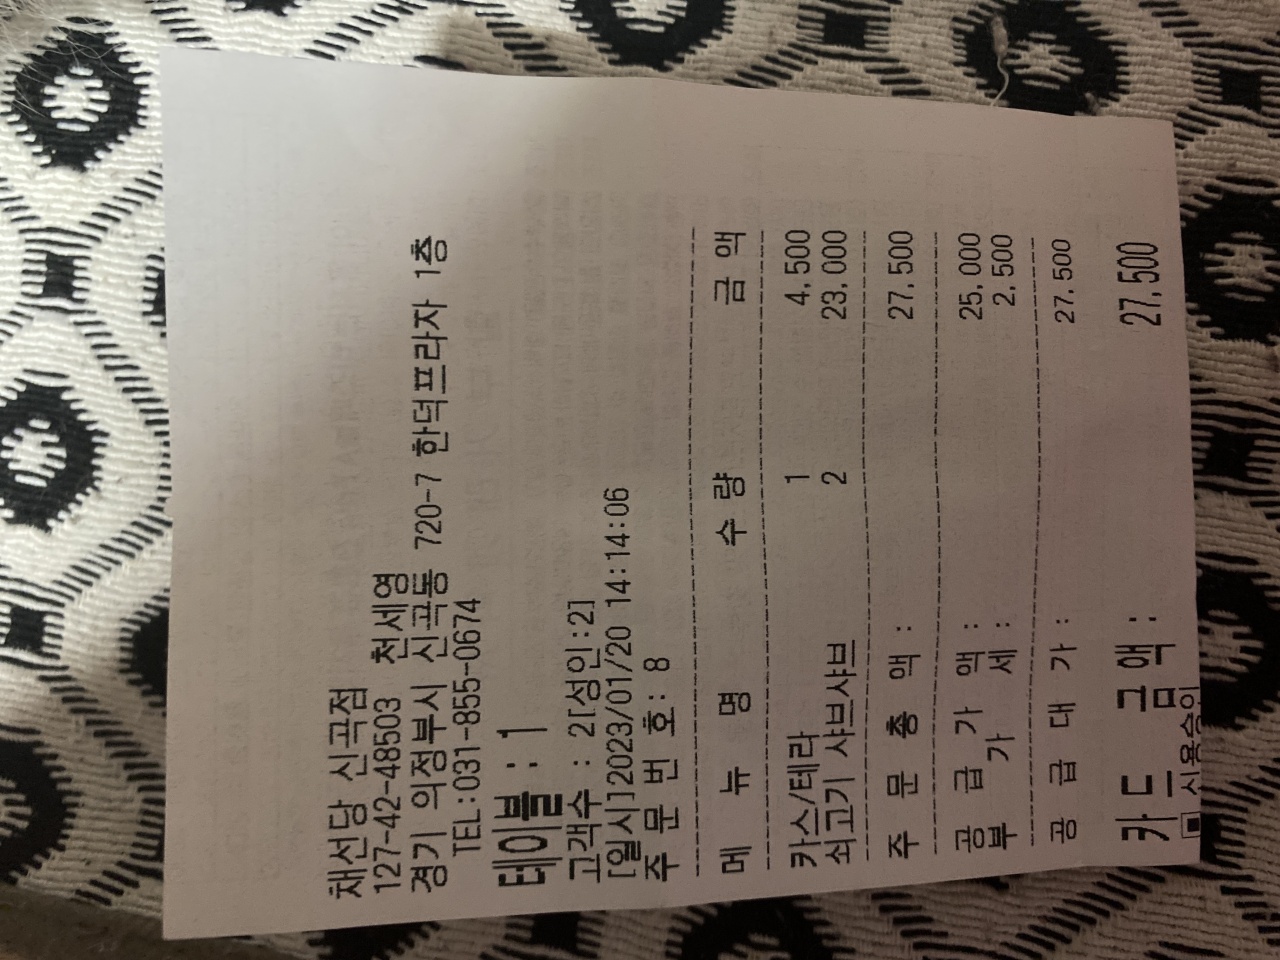 채선당 신곡점
127-42-48503 천세영
경기 의정부시 신곡동 720-7 한덕프라자 1층
TEL:031-855-0674
테이블 : 1
고객수 : 2[성인:2]
[일시]2023/01/20 14:14:06
주 문 번 호: 8
메 뉴 명 수 량 금 액
카스/테라 1 4,500
쇠고기 샤브샤브 2 23,000
주 문 총 액 : 27,500
공 급 가 액 : 25,000
부 가 세 : 2,500
공 급 대 가 : 27,500
카 드 금 액 : 27,500
신용승인